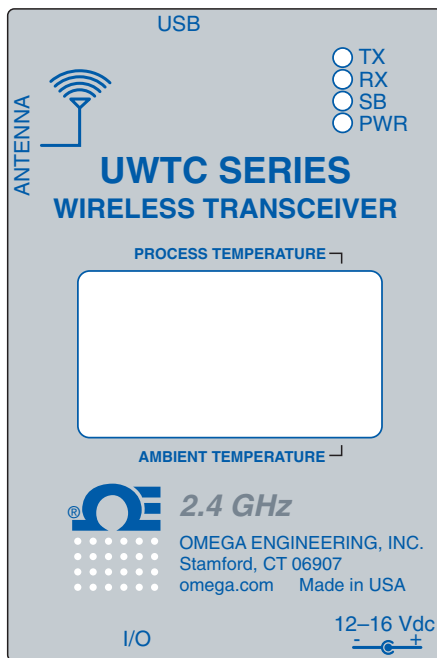 USB
TX
RX
SB
PWR
ANTENNA
UWTC SERIES
WIRELESS TRANSCEIVER
PROCESS TEMPERATURE
AMBIENT TEMPERATURE
® ΩE
2.4 GHz
OMEGA ENGINEERING, INC.
Stamford, CT 06907
omega.com Made in USA
I/O
12–16 Vdc
- +